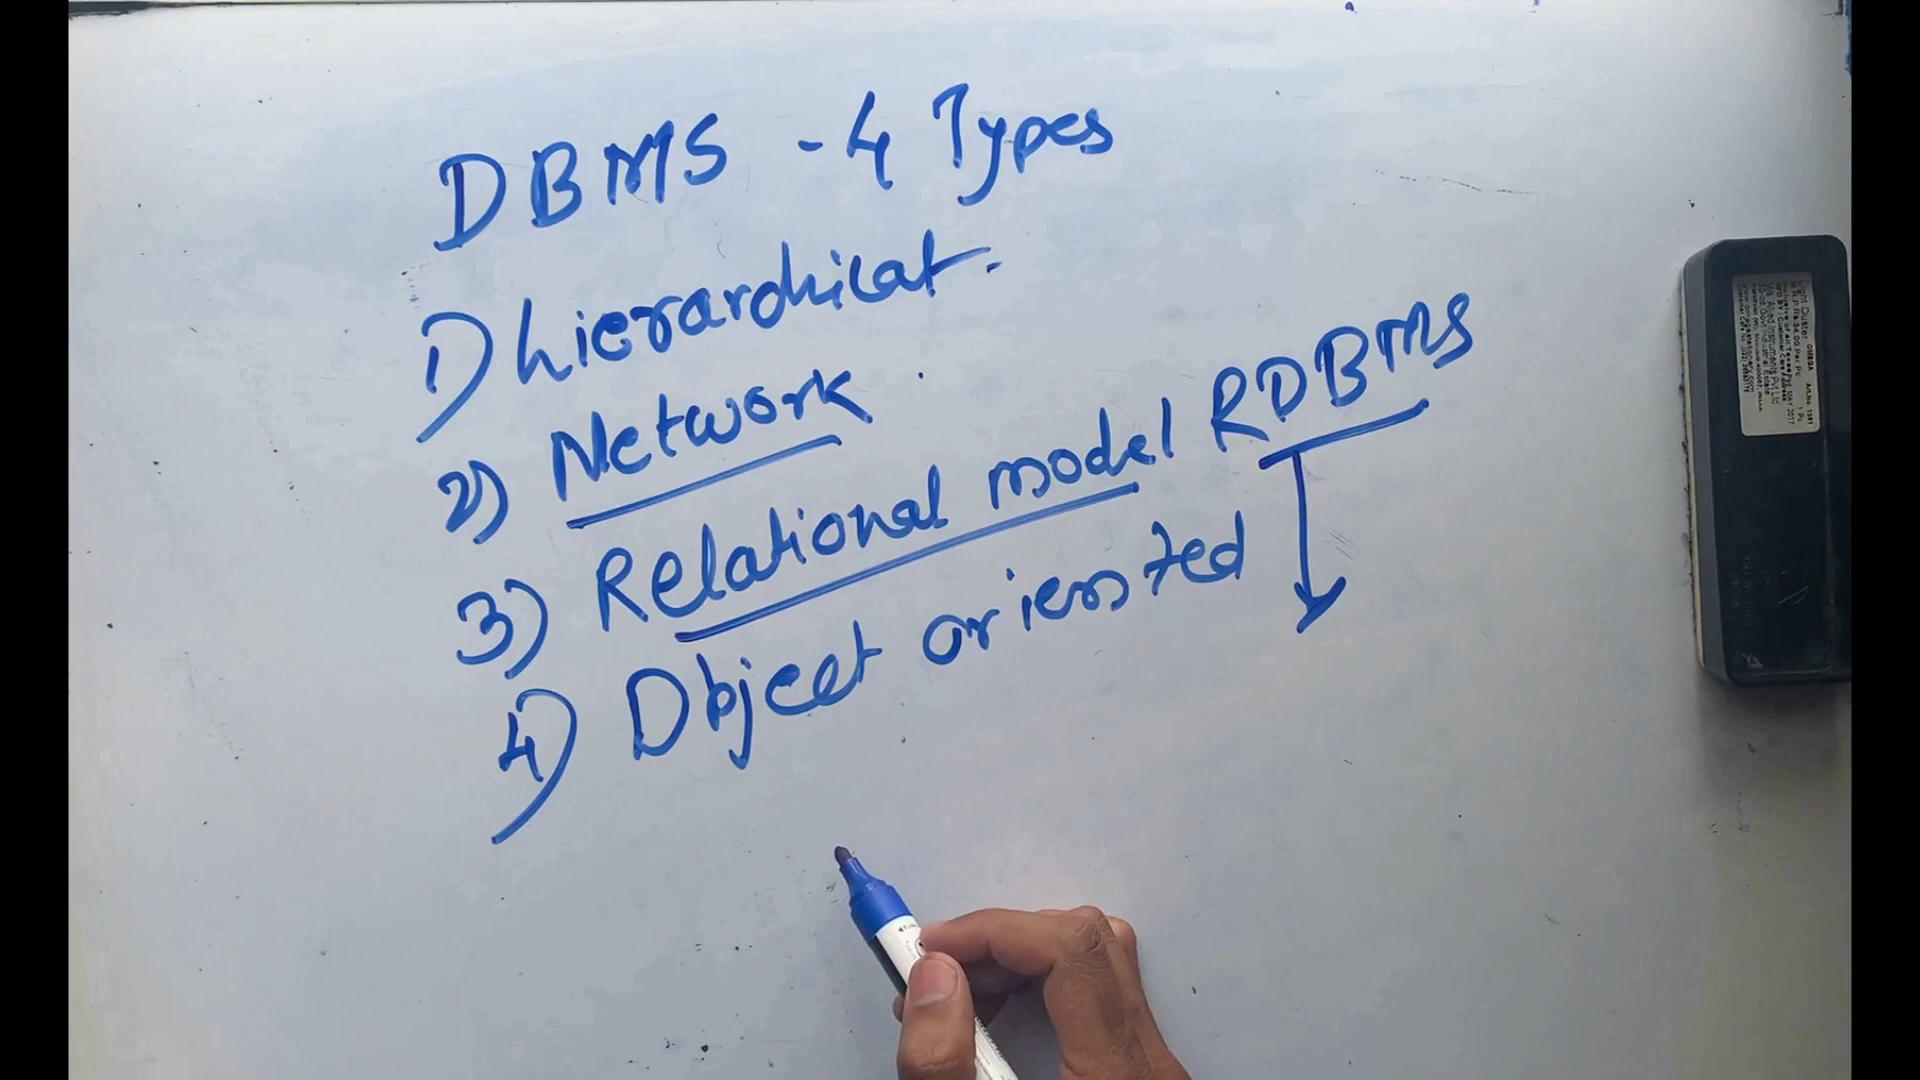 DBMS - 4 Types
1) hierarchical.
2) Network
3) Relational model RDBMS
4) Object oriented